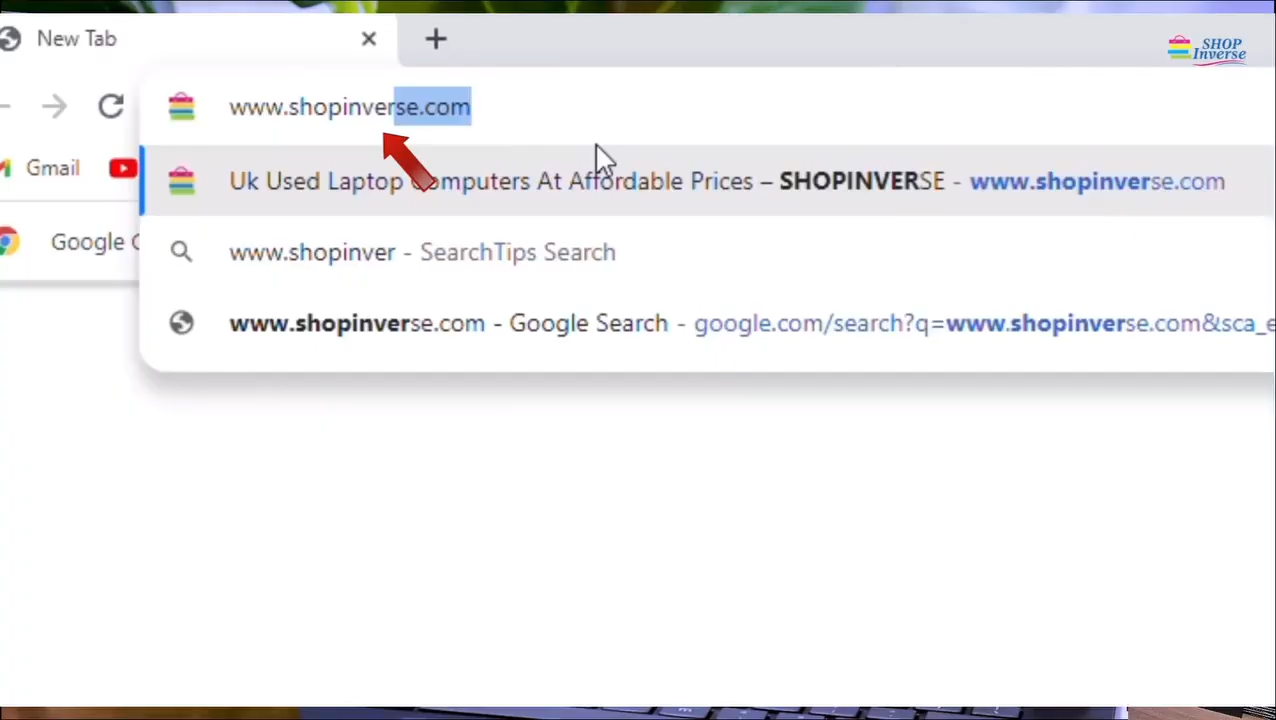 New Tab
SHOP
Inverse
www.shopinverse.com
Gmail
Uk Used Laptop Computers At Affordable Prices – SHOPINVERSE - www.shopinverse.com
www.shopinver - SearchTips Search
Google C
www.shopinverse.com - Google Search - google.com/search?q=www.shopinverse.com&sca_e